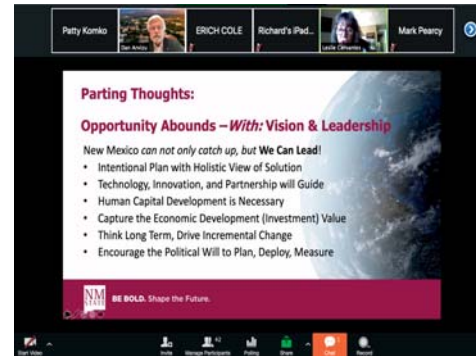 Patty Komko
Dan Arvizu
ERICH COLE
Richard's iPad...
Leslie Cervantes
Mark Pearcy
Parting Thoughts:
Opportunity Abounds – With: Vision & Leadership
New Mexico can not only catch up, but We Can Lead!
• Intentional Plan with Holistic View of Solution
• Technology, Innovation, and Partnership will Guide
• Human Capital Development is Necessary
• Capture the Economic Development (Investment) Value
• Think Long Term, Drive Incremental Change
• Encourage the Political Will to Plan, Deploy, Measure
NM
STATE
BE BOLD. Shape the Future.
42
1
Start Video
Invite
Manage Participants
Polling
Share
Chat
Record